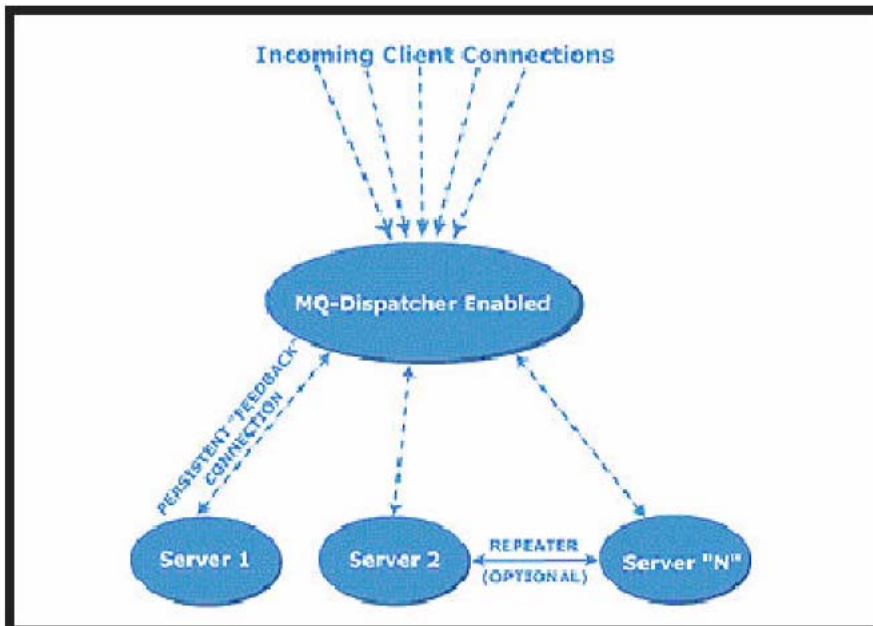 Incoming Client Connections
MQ-Dispatcher Enabled
PERSISTENT "FEEDBACK"
CONNECTION
Server 1
Server 2
REPEATER
(OPTIONAL)
Server "N"